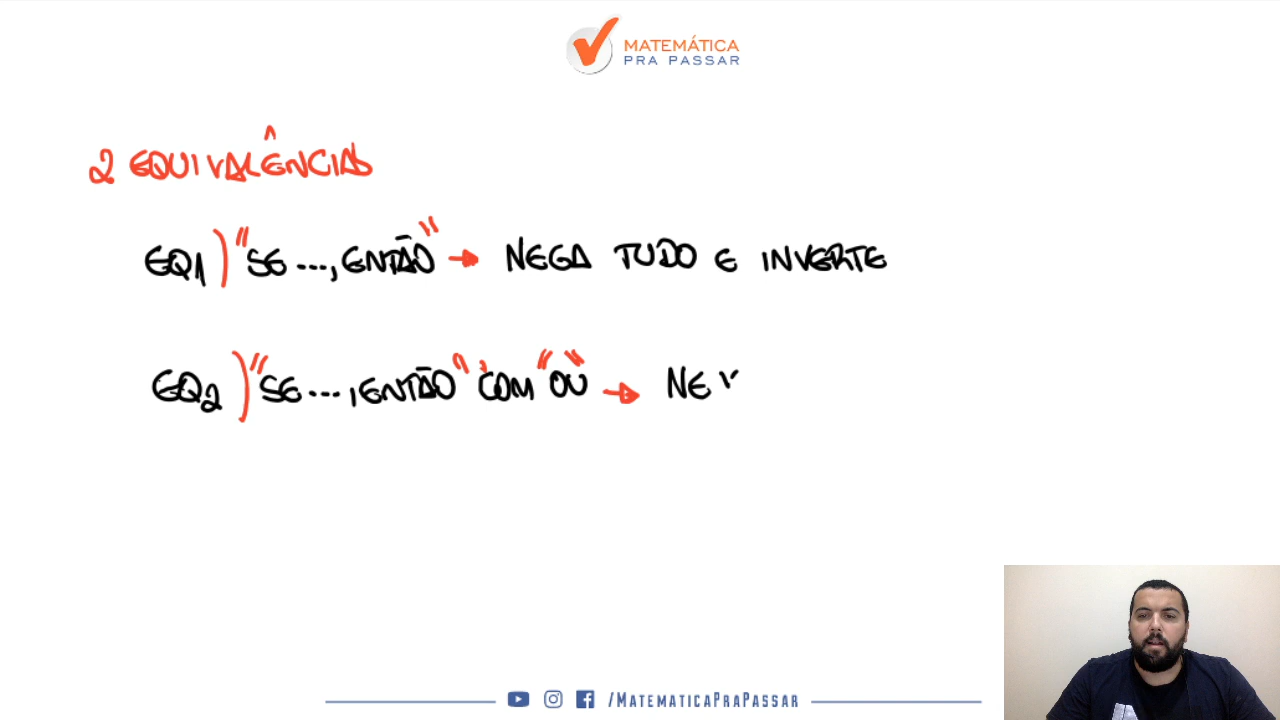 MATEMÁTICA
PRA PASSAR
2 EQUIVALÊNCIAS
EQ1) "SE ..., ENTÃO" → NEGA TUDO E INVERTE
EQ2) "SE ..., ENTÃO" COM "OU" → NE
/MATEMATICAPRAPASSAR